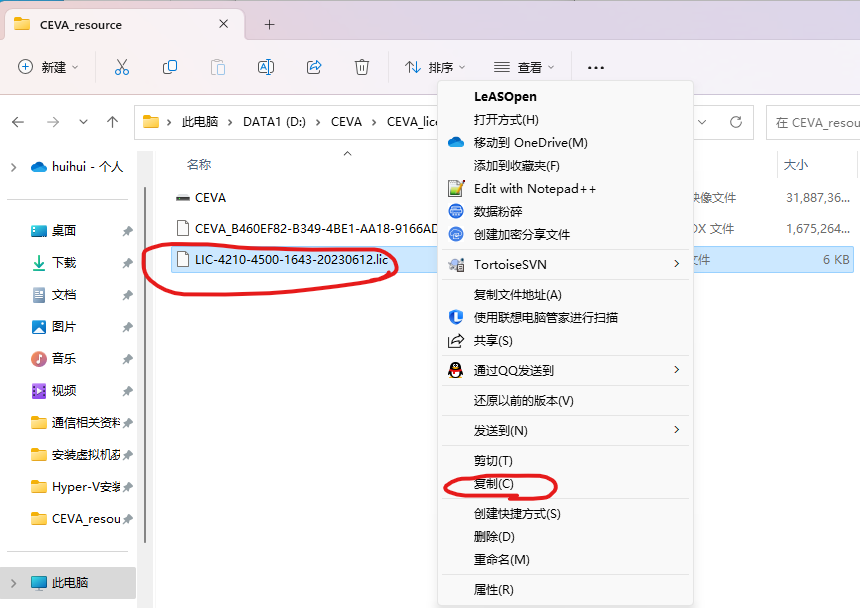 CEVA_resource
新建
排序
查看
此电脑
DATA1 (D:)
CEVA
CEVA_lice
在 CEVA_resou
huihui - 个人
桌面
下载
文档
图片
音乐
视频
通信相关资料
安装虚拟机
Hyper-V安装
CEVA_resou
此电脑
名称
大小
CEVA
映像文件
31,887,36...
CEVA_B460EF82-B349-4BE1-AA18-9166AD
DX 文件
1,675,264...
LIC-4210-4500-1643-20230612.lic
文件
6 KB
LeASOpen
打开方式(H)
移动到 OneDrive(M)
添加到收藏夹(F)
Edit with Notepad++
数据粉碎
创建加密分享文件
TortoiseSVN
复制文件地址(A)
使用联想电脑管家进行扫描
共享(S)
通过QQ发送到
还原以前的版本(V)
发送到(N)
剪切(T)
复制(C)
创建快捷方式(S)
删除(D)
重命名(M)
属性(R)